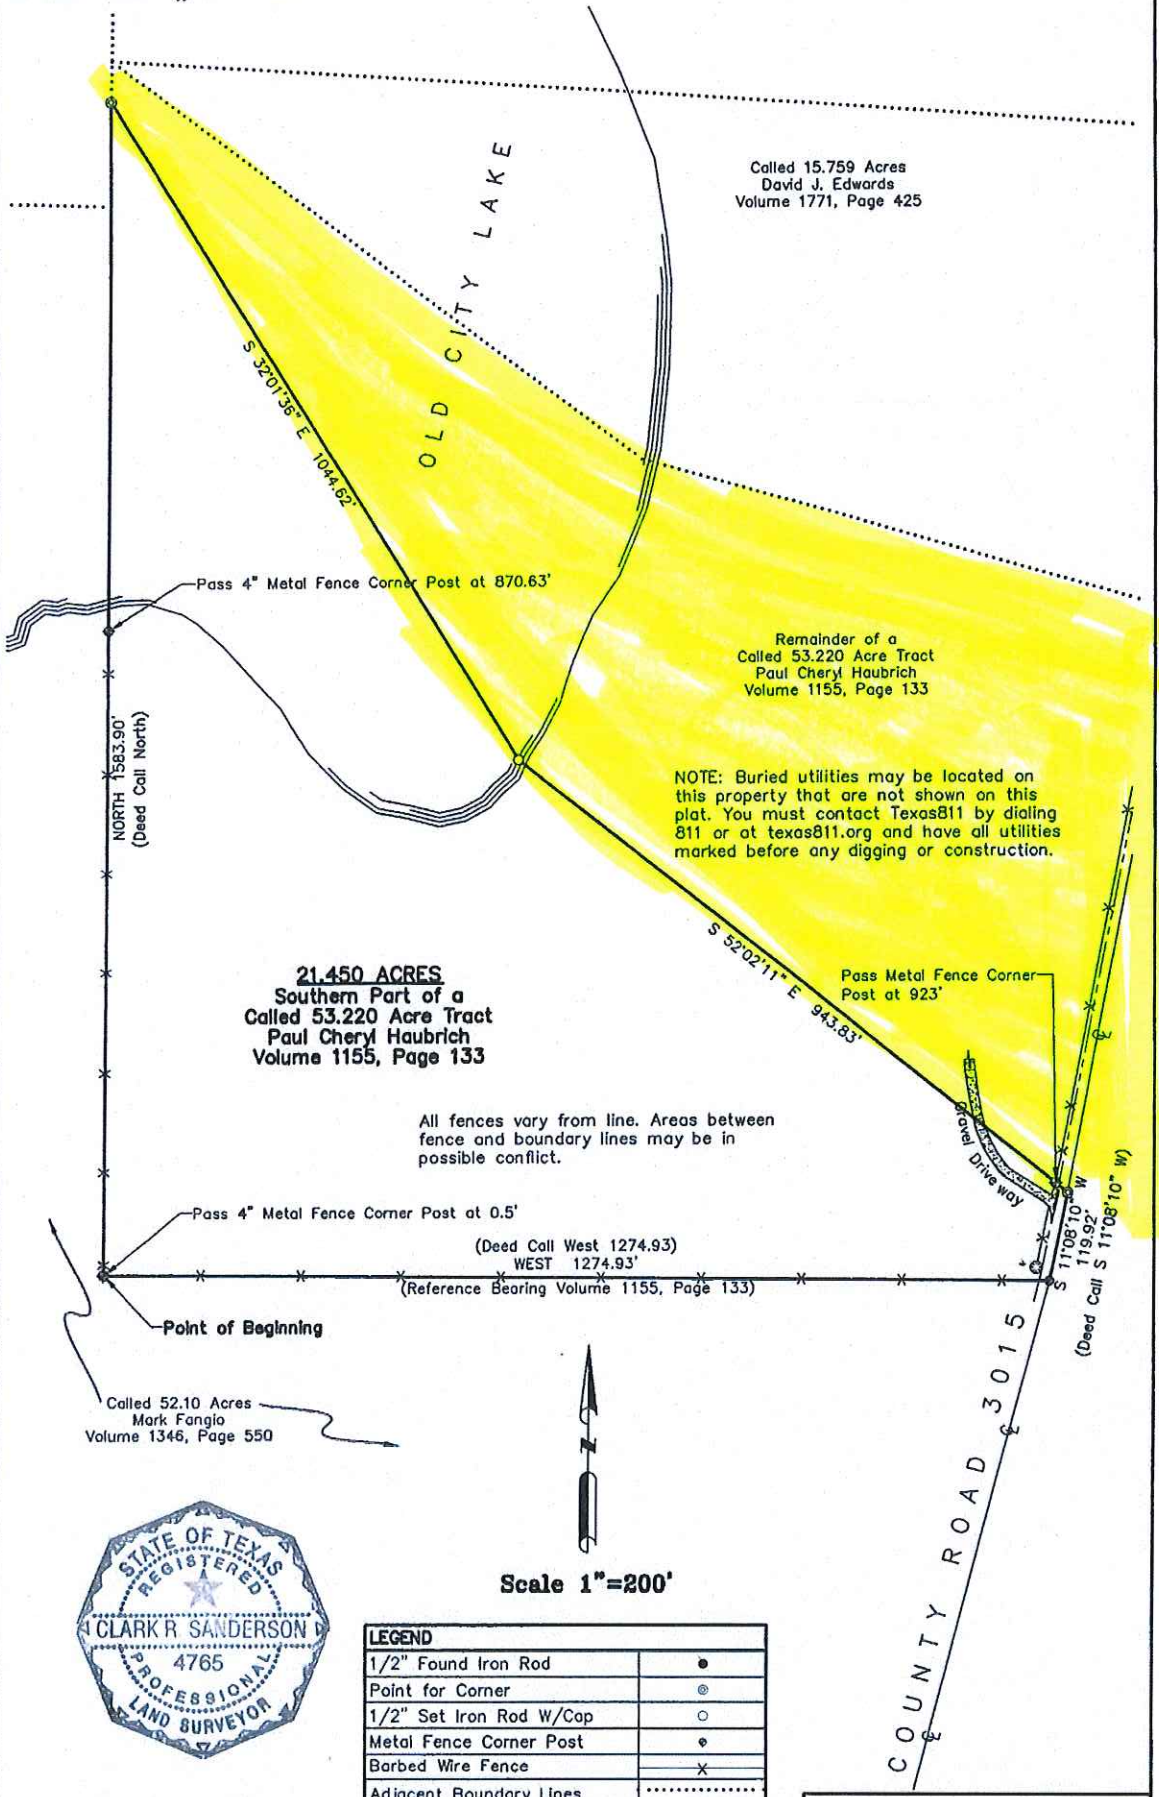 Called 15.759 Acres
David J. Edwards
Volume 1771, Page 425
OLD CITY LAKE
S 32°01'36" E 1044.62'
Pass 4" Metal Fence Corner Post at 870.63'
NORTH 1583.90'
(Deed Call North)
Remainder of a
Called 53.220 Acre Tract
Paul Cheryl Haubrich
Volume 1155, Page 133
NOTE: Buried utilities may be located on
this property that are not shown on this
plat. You must contact Texas811 by dialing
811 or at texas811.org and have all utilities
marked before any digging or construction.
S 52°02'11" E 943.83'
Pass Metal Fence Corner
Post at 923'
21.450 ACRES
Southern Part of a
Called 53.220 Acre Tract
Paul Cheryl Haubrich
Volume 1155, Page 133
All fences vary from line. Areas between
fence and boundary lines may be in
possible conflict.
Gravel Driveway
Pass 4" Metal Fence Corner Post at 0.5'
(Deed Call West 1274.93)
WEST 1274.93'
(Reference Bearing Volume 1155, Page 133)
S 11°08'10" W
119.92'
(Deed Call S 11°08'10" W)
Point of Beginning
COUNTY ROAD 3015
Called 52.10 Acres
Mark Fangio
Volume 1346, Page 550
N
STATE OF TEXAS
REGISTERED
CLARK R SANDERSON
4765
PROFESSIONAL
LAND SURVEYOR
Scale 1"=200'
LEGEND
1/2" Found Iron Rod
Point for Corner
1/2" Set Iron Rod W/Cap
Metal Fence Corner Post
Barbed Wire Fence X
Adjacent Boundary Lines